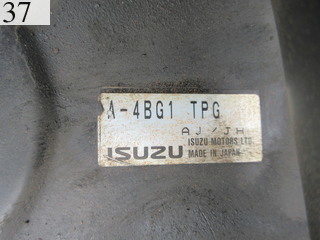 37
A-4BG1 TPG
AJ/JH
ISUZU MOTORS LTD.
ISUZU MADE IN JAPAN